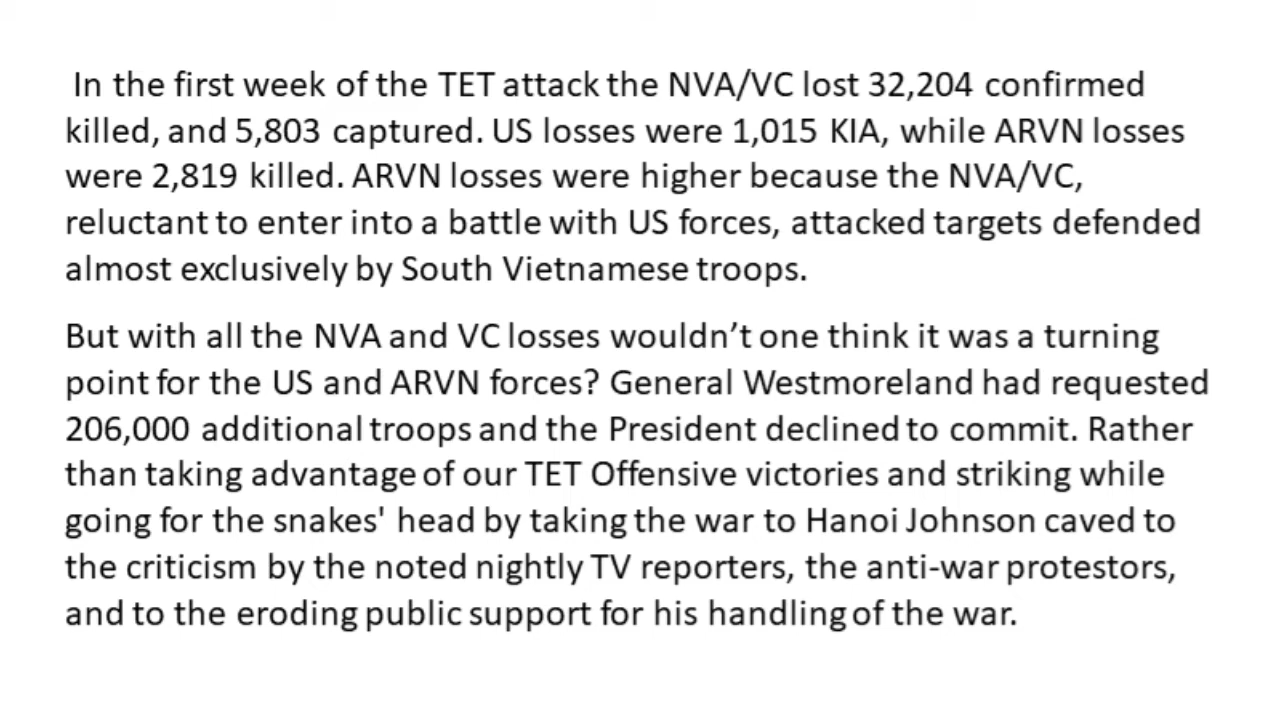 In the first week of the TET attack the NVA/VC lost 32,204 confirmed
killed, and 5,803 captured. US losses were 1,015 KIA, while ARVN losses
were 2,819 killed. ARVN losses were higher because the NVA/VC,
reluctant to enter into a battle with US forces, attacked targets defended
almost exclusively by South Vietnamese troops.
But with all the NVA and VC losses wouldn’t one think it was a turning
point for the US and ARVN forces? General Westmoreland had requested
206,000 additional troops and the President declined to commit. Rather
than taking advantage of our TET Offensive victories and striking while
going for the snakes' head by taking the war to Hanoi Johnson caved to
the criticism by the noted nightly TV reporters, the anti-war protestors,
and to the eroding public support for his handling of the war.